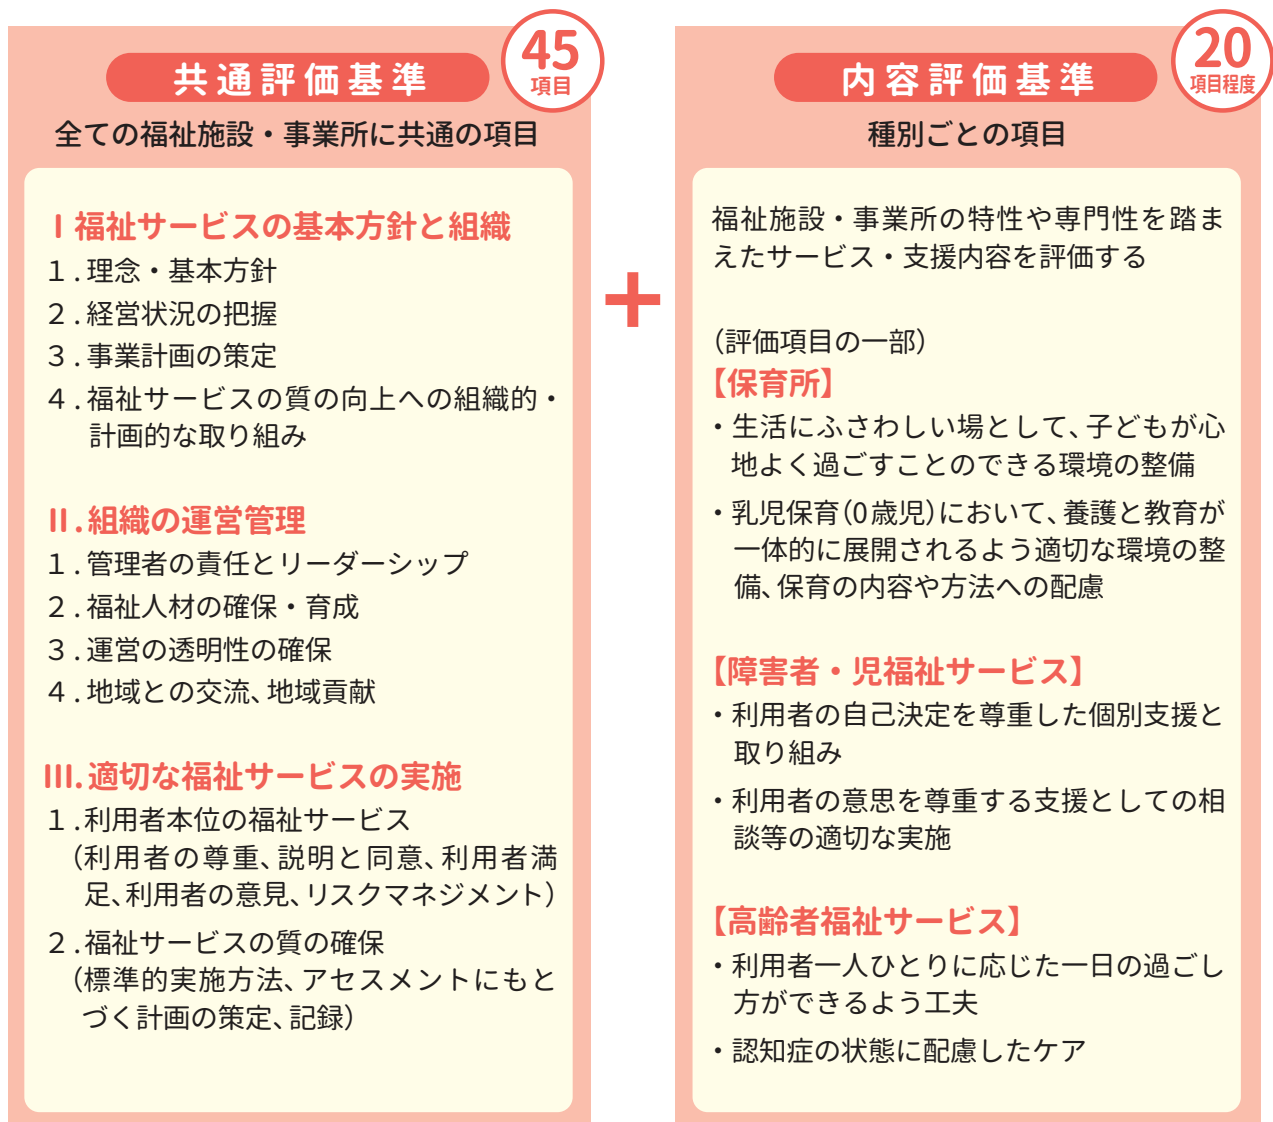 共通評価基準
45
項目
全ての福祉施設・事業所に共通の項目
Ⅰ福祉サービスの基本方針と組織
１.理念・基本方針
２.経営状況の把握
３.事業計画の策定
４.福祉サービスの質の向上への組織的・
計画的な取り組み
Ⅱ.組織の運営管理
１.管理者の責任とリーダーシップ
２.福祉人材の確保・育成
３.運営の透明性の確保
４.地域との交流、地域貢献
Ⅲ.適切な福祉サービスの実施
１.利用者本位の福祉サービス
（利用者の尊重、説明と同意、利用者満
足、利用者の意見、リスクマネジメント）
２.福祉サービスの質の確保
（標準的実施方法、アセスメントにもと
づく計画の策定、記録）
+
内容評価基準
20
項目程度
種別ごとの項目
福祉施設・事業所の特性や専門性を踏ま
えたサービス・支援内容を評価する
（評価項目の一部）
【保育所】
・生活にふさわしい場として、子どもが心
地よく過ごすことのできる環境の整備
・乳児保育（0歳児）において、養護と教育が
一体的に展開されるよう適切な環境の整
備、保育の内容や方法への配慮
【障害者・児福祉サービス】
・利用者の自己決定を尊重した個別支援と
取り組み
・利用者の意思を尊重する支援としての相
談等の適切な実施
【高齢者福祉サービス】
・利用者一人ひとりに応じた一日の過ごし
方ができるよう工夫
・認知症の状態に配慮したケア